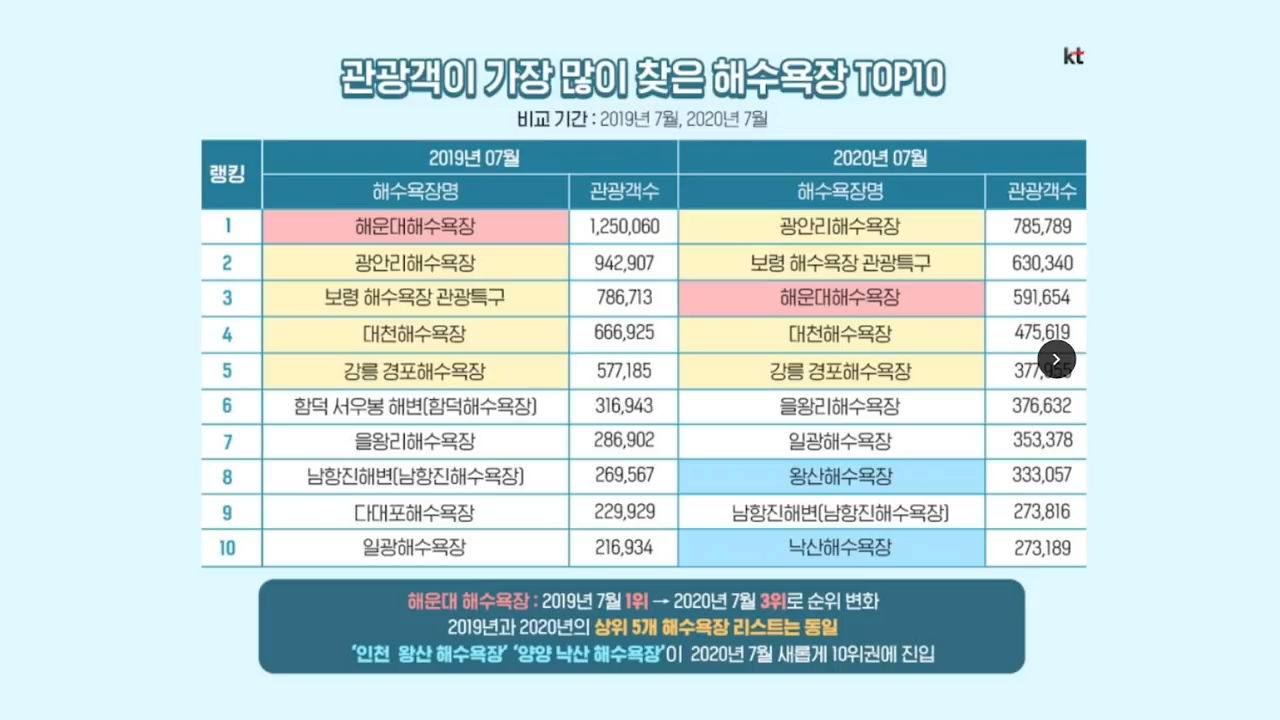 kt
관광객이 가장 많이 찾은 해수욕장 TOP10
비교 기간 : 2019년 7월, 2020년 7월
랭킹 2019년 07월 2020년 07월
해수욕장명 관광객수 해수욕장명 관광객수
1 해운대해수욕장 1,250,060 광안리해수욕장 785,789
2 광안리해수욕장 942,907 보령 해수욕장 관광특구 630,340
3 보령 해수욕장 관광특구 786,713 해운대해수욕장 591,654
4 대천해수욕장 666,925 대천해수욕장 475,619
5 강릉 경포해수욕장 577,185 강릉 경포해수욕장
6 함덕 서우봉 해변(함덕해수욕장) 316,943 을왕리해수욕장 376,632
7 을왕리해수욕장 286,902 일광해수욕장 353,378
8 남항진해변(남항진해수욕장) 269,567 왕산해수욕장 333,057
9 다대포해수욕장 229,929 남항진해변(남항진해수욕장) 273,816
10 일광해수욕장 216,934 낙산해수욕장 273,189
해운대 해수욕장 : 2019년 7월 1위 → 2020년 7월 3위로 순위 변화
2019년과 2020년의 상위 5개 해수욕장 리스트는 동일
'인천 왕산 해수욕장' '양양 낙산 해수욕장'이 2020년 7월 새롭게 10위권에 진입